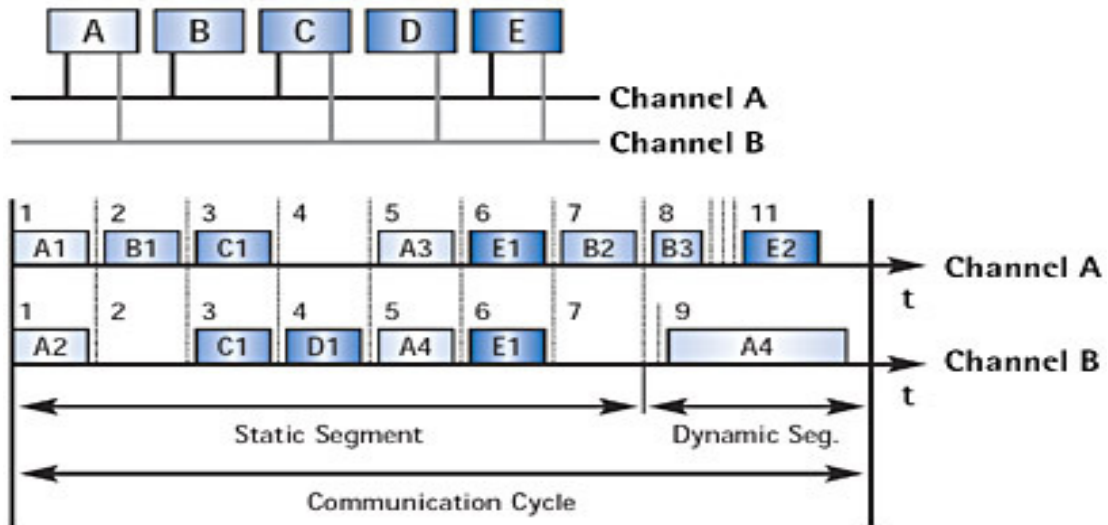 A B C D E
Channel A
Channel B
1 2 3 4 5 6 7 8 11
A1 B1 C1 A3 E1 B2 B3 E2
Channel A
t
1 2 3 4 5 6 7 9
A2 C1 D1 A4 E1 A4
Channel B
t
Static Segment Dynamic Seg.
Communication Cycle